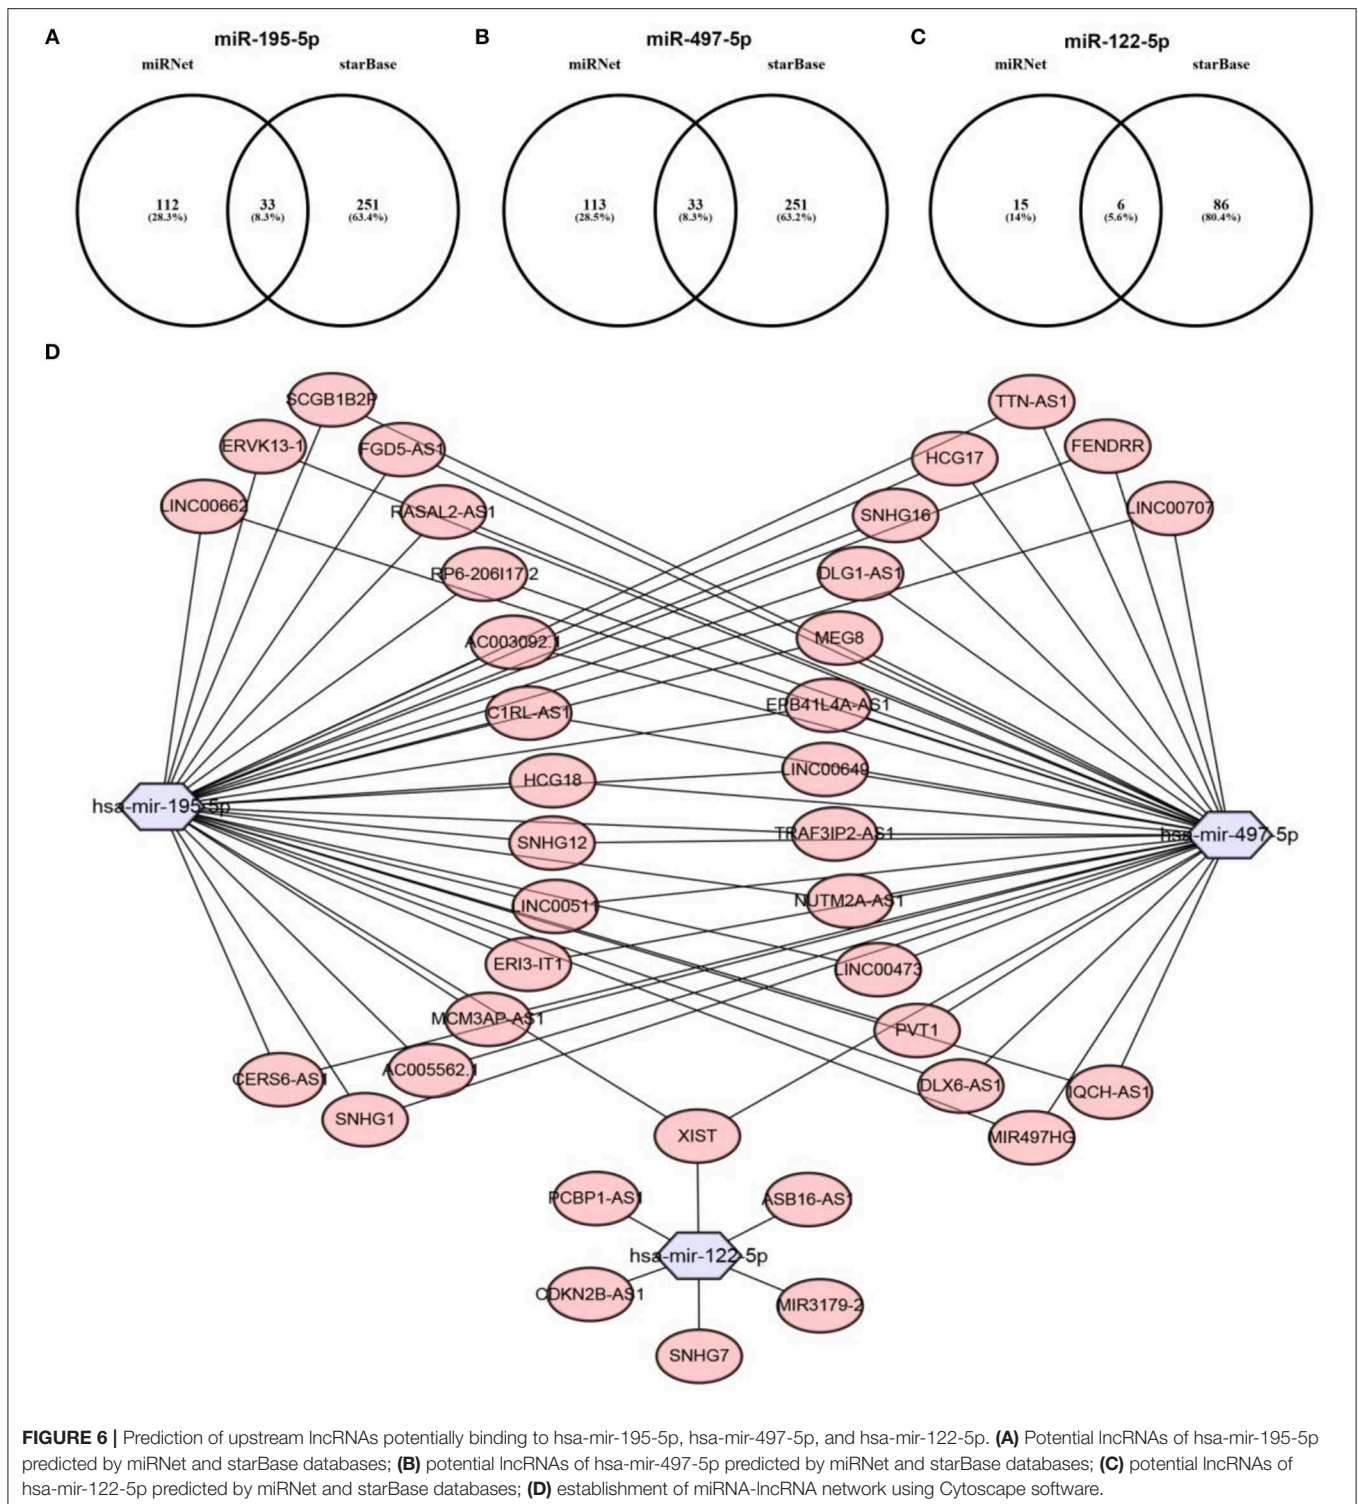 A
miR-195-5p
miRNet
starBase
112
(28.3%)
33
(8.3%)
251
(63.4%)
B
miR-497-5p
miRNet
starBase
113
(28.5%)
33
(8.3%)
251
(63.2%)
C
miR-122-5p
miRNet
starBase
15
(14%)
6
(5.6%)
86
(80.4%)
D
SCGB1B2P
ERVK13-1
FGD5-AS1
LINC00662
RASAL2-AS1
RP6-206I17.2
AC003092.1
C1RL-AS1
HCG18
SNHG12
LINC00511
ERI3-IT1
MCM3AP-AS1
AC005562.1
CERS6-AS1
SNHG1
TTN-AS1
FENDRR
HCG17
LINC00707
SNHG16
DLG1-AS1
MEG8
EPB41L4A-AS1
LINC00649
TRAF3IP2-AS1
NUTM2A-AS1
LINC00473
PVT1
DLX6-AS1
IQCH-AS1
MIR497HG
hsa-mir-195-5p
hsa-mir-497-5p
XIST
PCBP1-AS1
ASB16-AS1
hsa-mir-122-5p
CDKN2B-AS1
MIR3179-2
SNHG7
FIGURE 6 | Prediction of upstream lncRNAs potentially binding to hsa-mir-195-5p, hsa-mir-497-5p, and hsa-mir-122-5p. (A) Potential lncRNAs of hsa-mir-195-5p
predicted by miRNet and starBase databases; (B) potential lncRNAs of hsa-mir-497-5p predicted by miRNet and starBase databases; (C) potential lncRNAs of
hsa-mir-122-5p predicted by miRNet and starBase databases; (D) establishment of miRNA-lncRNA network using Cytoscape software.